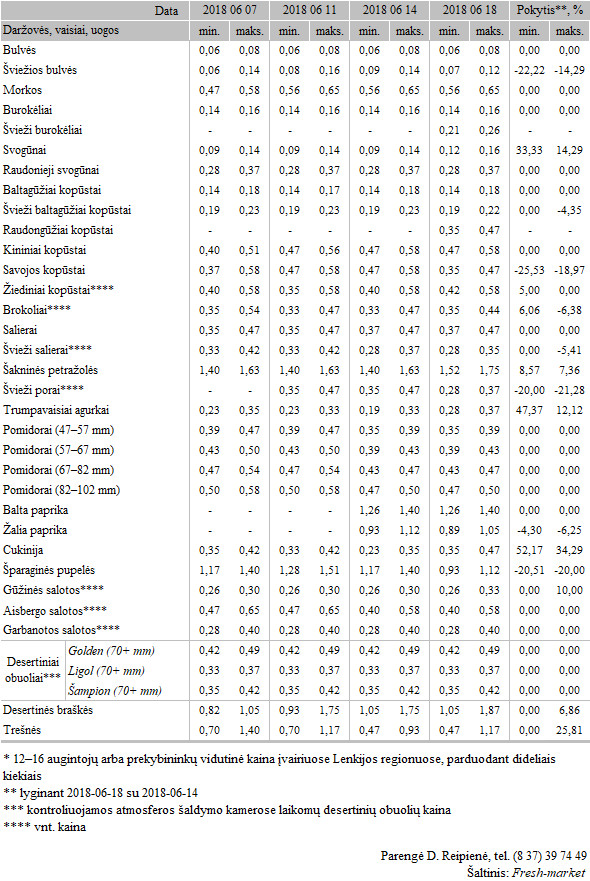 Data 2018 06 07 2018 06 11 2018 06 14 2018 06 18 Pokytis**, %
Daržovės, vaisiai, uogos min. maks. min. maks. min. maks. min. maks. min. maks.
Bulvės 0,06 0,08 0,06 0,08 0,06 0,08 0,06 0,08 0,00 0,00
Šviežios bulvės 0,06 0,14 0,08 0,16 0,09 0,14 0,07 0,12 -22,22 -14,29
Morkos 0,47 0,58 0,56 0,65 0,56 0,65 0,56 0,65 0,00 0,00
Burokėliai 0,14 0,16 0,14 0,16 0,14 0,16 0,14 0,16 0,00 0,00
Švieži burokėliai - - - - - - 0,21 0,26 - -
Svogūnai 0,09 0,14 0,09 0,14 0,09 0,14 0,12 0,16 33,33 14,29
Raudonieji svogūnai 0,28 0,37 0,28 0,37 0,28 0,37 0,28 0,37 0,00 0,00
Baltagūžiai kopūstai 0,14 0,18 0,14 0,17 0,14 0,18 0,14 0,18 0,00 0,00
Švieži baltagūžiai kopūstai 0,19 0,23 0,19 0,23 0,19 0,23 0,19 0,22 0,00 -4,35
Raudongūžiai kopūstai - - - - - - 0,35 0,47 - -
Kininiai kopūstai 0,40 0,51 0,47 0,56 0,47 0,58 0,47 0,58 0,00 0,00
Savojos kopūstai 0,37 0,58 0,47 0,58 0,47 0,58 0,35 0,47 -25,53 -18,97
Žiediniai kopūstai**** 0,40 0,58 0,35 0,58 0,40 0,58 0,42 0,58 5,00 0,00
Brokoliai**** 0,35 0,54 0,33 0,47 0,33 0,47 0,35 0,44 6,06 -6,38
Salierai 0,35 0,47 0,35 0,47 0,37 0,47 0,37 0,47 0,00 0,00
Švieži salierai**** 0,33 0,42 0,33 0,42 0,28 0,37 0,28 0,35 0,00 -5,41
Šakninės petražolės 1,40 1,63 1,40 1,63 1,40 1,63 1,52 1,75 8,57 7,36
Švieži porai**** - - 0,35 0,47 0,35 0,47 0,28 0,37 -20,00 -21,28
Trumpavaisiai agurkai 0,23 0,35 0,23 0,33 0,19 0,33 0,28 0,37 47,37 12,12
Pomidorai (47–57 mm) 0,39 0,47 0,39 0,47 0,35 0,39 0,35 0,39 0,00 0,00
Pomidorai (57–67 mm) 0,43 0,50 0,43 0,50 0,39 0,43 0,39 0,43 0,00 0,00
Pomidorai (67–82 mm) 0,47 0,54 0,47 0,54 0,43 0,47 0,43 0,47 0,00 0,00
Pomidorai (82–102 mm) 0,50 0,58 0,50 0,58 0,47 0,50 0,47 0,50 0,00 0,00
Balta paprika - - - - 1,26 1,40 1,26 1,40 0,00 0,00
Žalia paprika - - - - 0,93 1,12 0,89 1,05 -4,30 -6,25
Cukinija 0,35 0,42 0,33 0,42 0,23 0,35 0,35 0,47 52,17 34,29
Šparaginės pupelės 1,17 1,40 1,28 1,51 1,17 1,40 0,93 1,12 -20,51 -20,00
Gūžinės salotos**** 0,26 0,30 0,26 0,30 0,26 0,30 0,26 0,33 0,00 10,00
Aisbergo salotos**** 0,47 0,65 0,47 0,65 0,40 0,58 0,40 0,58 0,00 0,00
Garbanotos salotos**** 0,28 0,40 0,28 0,40 0,28 0,40 0,28 0,40 0,00 0,00
Desertiniai obuoliai*** Golden (70+ mm) 0,42 0,49 0,42 0,49 0,42 0,49 0,42 0,49 0,00 0,00
Ligol (70+ mm) 0,33 0,37 0,33 0,37 0,33 0,37 0,33 0,37 0,00 0,00
Šampion (70+ mm) 0,35 0,42 0,35 0,42 0,35 0,42 0,35 0,42 0,00 0,00
Desertinės braškės 0,82 1,05 0,93 1,75 1,05 1,75 1,05 1,87 0,00 6,86
Trešnės 0,70 1,40 0,70 1,17 0,47 0,93 0,47 1,17 0,00 25,81
* 12–16 augintojų arba prekybininkų vidutinė kaina įvairiuose Lenkijos regionuose, parduodant dideliais
kiekiais
** lyginant 2018-06-18 su 2018-06-14
*** kontroliuojamos atmosferos šaldymo kamerose laikomų desertinių obuolių kaina
**** vnt. kaina
Parengė D. Reipienė, tel. (8 37) 39 74 49
Šaltinis: Fresh-market